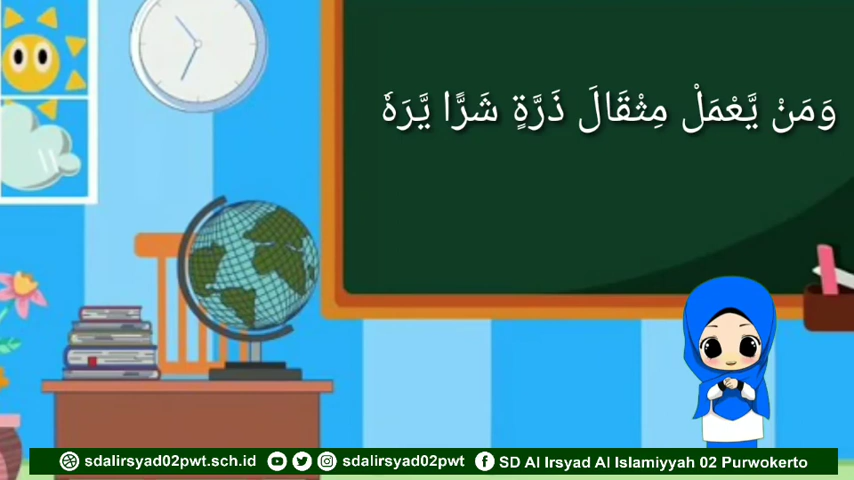 وَمَنْ يَّعْمَلْ مِثْقَالَ ذَرَّةٍ شَرًّا يَّرَهٗ
sdalirsyad02pwt.sch.id sdalirsyad02pwt SD Al Irsyad Al Islamiyyah 02 Purwokerto